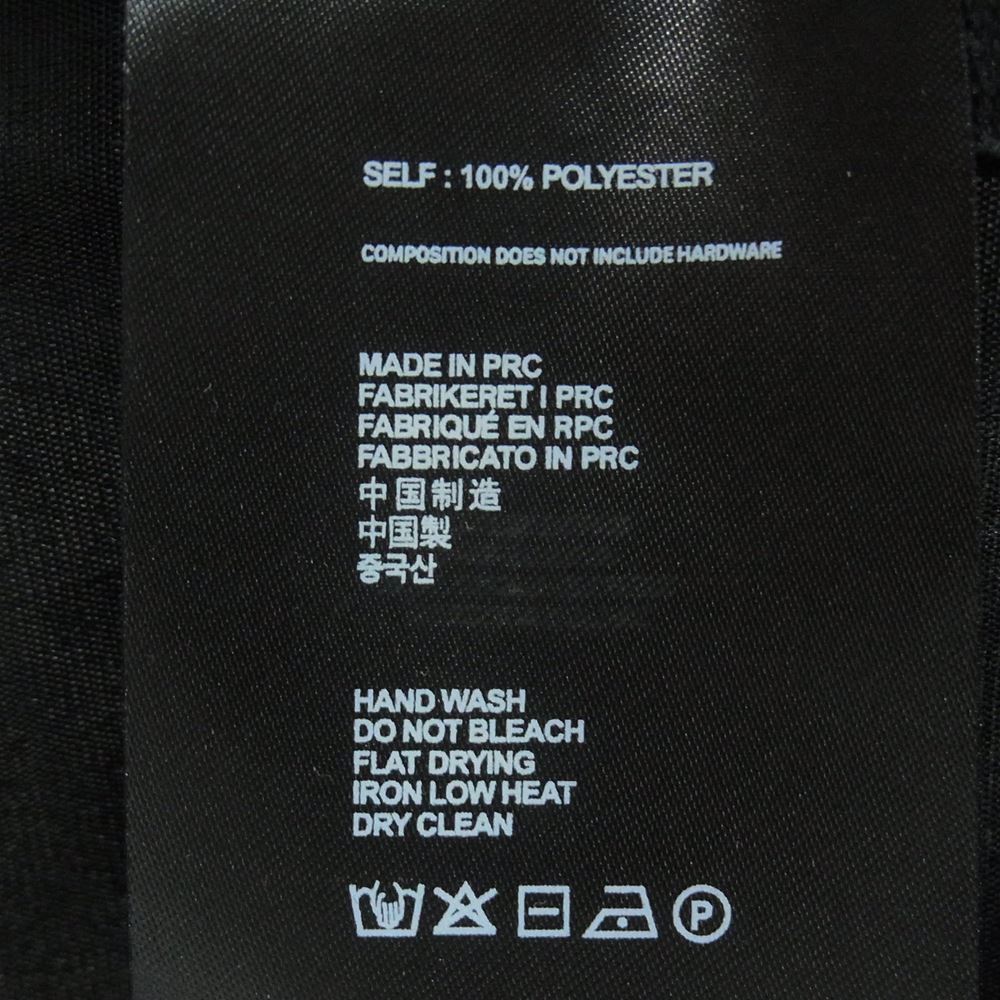 SELF : 100% POLYESTER
COMPOSITION DOES NOT INCLUDE HARDWARE
MADE IN PRC
FABRIKERET I PRC
FABRIQUÉ EN RPC
FABBRICATO IN PRC
中国制造
中国製
중국산
HAND WASH
DO NOT BLEACH
FLAT DRYING
IRON LOW HEAT
DRY CLEAN
P